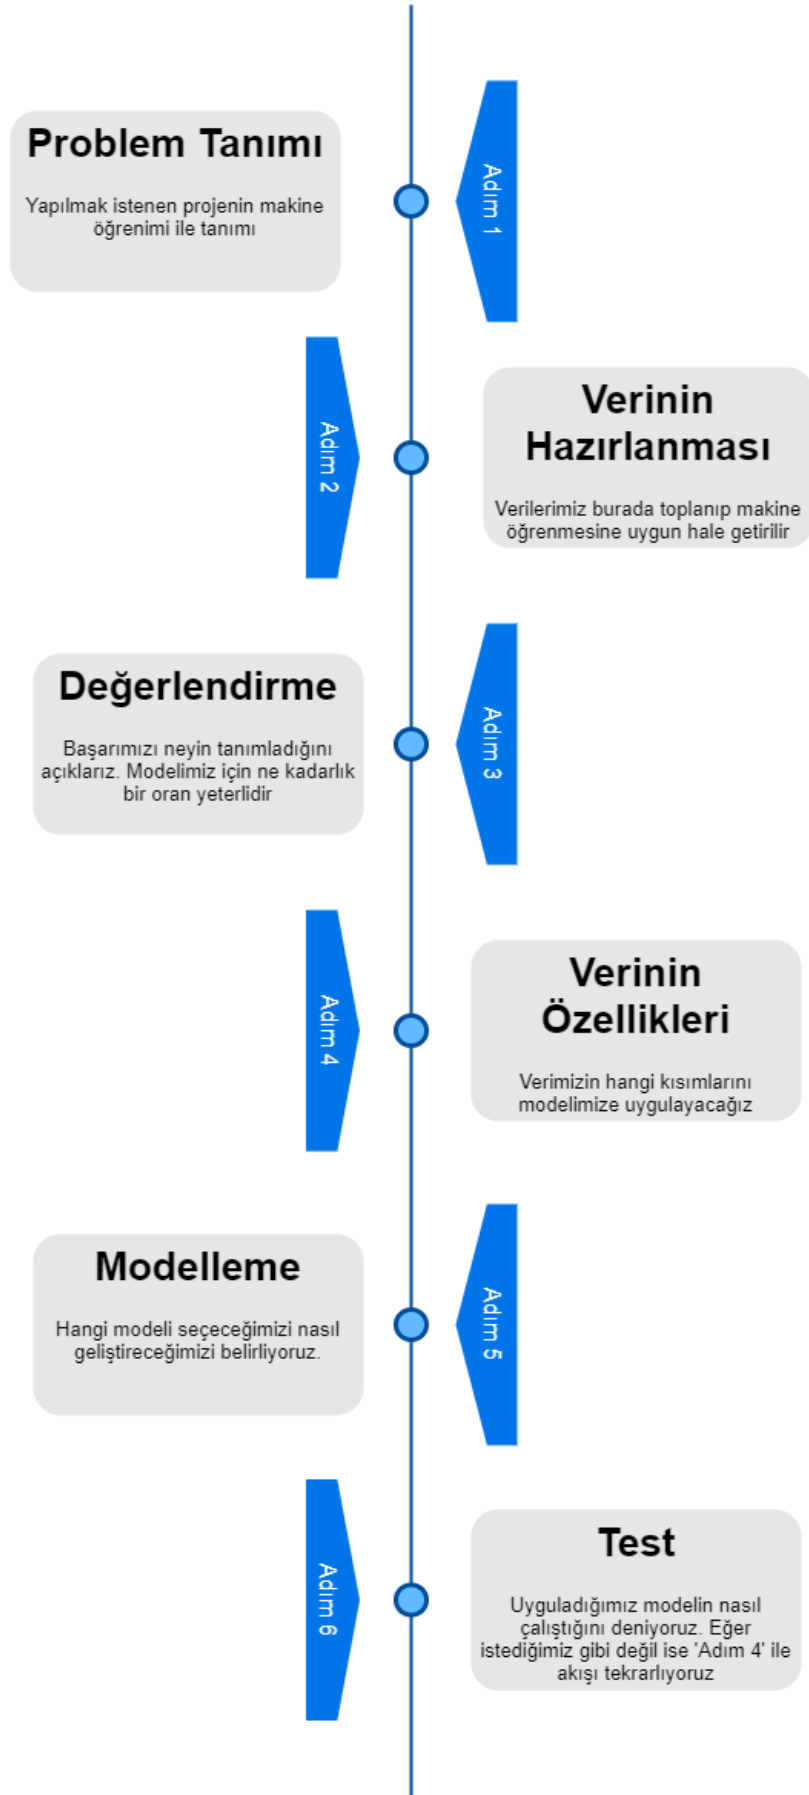 Problem Tanımı
Yapılmak istenen projenin makine
öğrenimi ile tanımı
Adım 1
Adım 2
Verinin
Hazırlanması
Verilerimiz burada toplanıp makine
öğrenmesine uygun hale getirilir
Değerlendirme
Başarımızı neyin tanımladığını
açıklarız. Modelimiz için ne kadarlık
bir oran yeterlidir
Adım 3
Adım 4
Verinin
Özellikleri
Verimizin hangi kısımlarını
modelimize uygulayacağız
Modelleme
Hangi modeli seçeceğimizi nasıl
geliştireceğimizi belirliyoruz.
Adım 5
Adım 6
Test
Uyguladığımız modelin nasıl
çalıştığını deniyoruz. Eğer
istediğimiz gibi değil ise 'Adım 4' ile
akışı tekrarlıyoruz